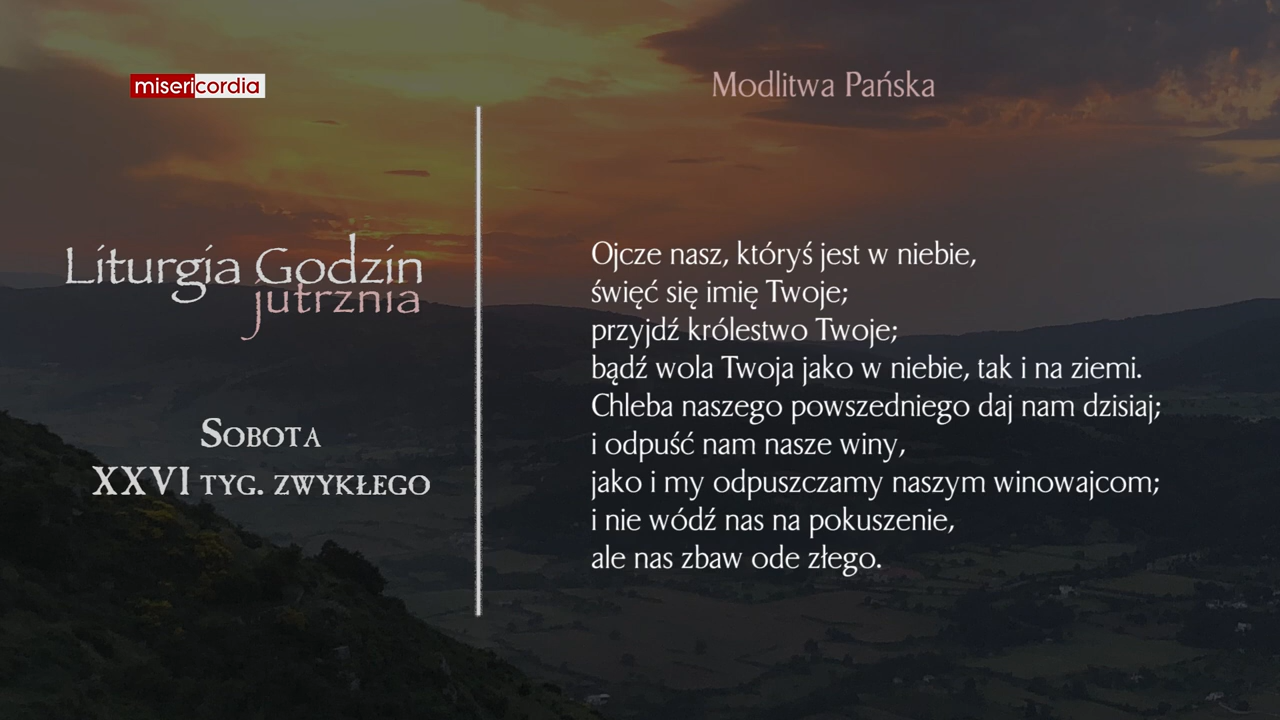 misericordia
Liturgia Godzin
jutrznia
Sobota
XXVI tyg. zwykłego
Modlitwa Pańska
Ojcze nasz, któryś jest w niebie,
święć się imię Twoje;
przyjdź królestwo Twoje;
bądź wola Twoja jako w niebie, tak i na ziemi.
Chleba naszego powszedniego daj nam dzisiaj;
i odpuść nam nasze winy,
jako i my odpuszczamy naszym winowajcom;
i nie wódź nas na pokuszenie,
ale nas zbaw ode złego.